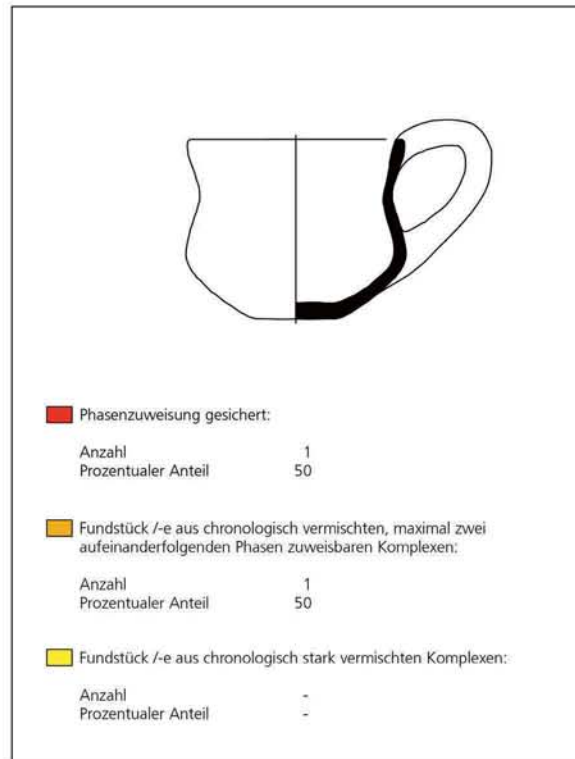 Phasenzuweisung gesichert:
Anzahl 1
Prozentualer Anteil 50
Fundstück /-e aus chronologisch vermischten, maximal zwei
aufeinanderfolgenden Phasen zuweisbaren Komplexen:
Anzahl 1
Prozentualer Anteil 50
Fundstück /-e aus chronologisch stark vermischten Komplexen:
Anzahl -
Prozentualer Anteil -